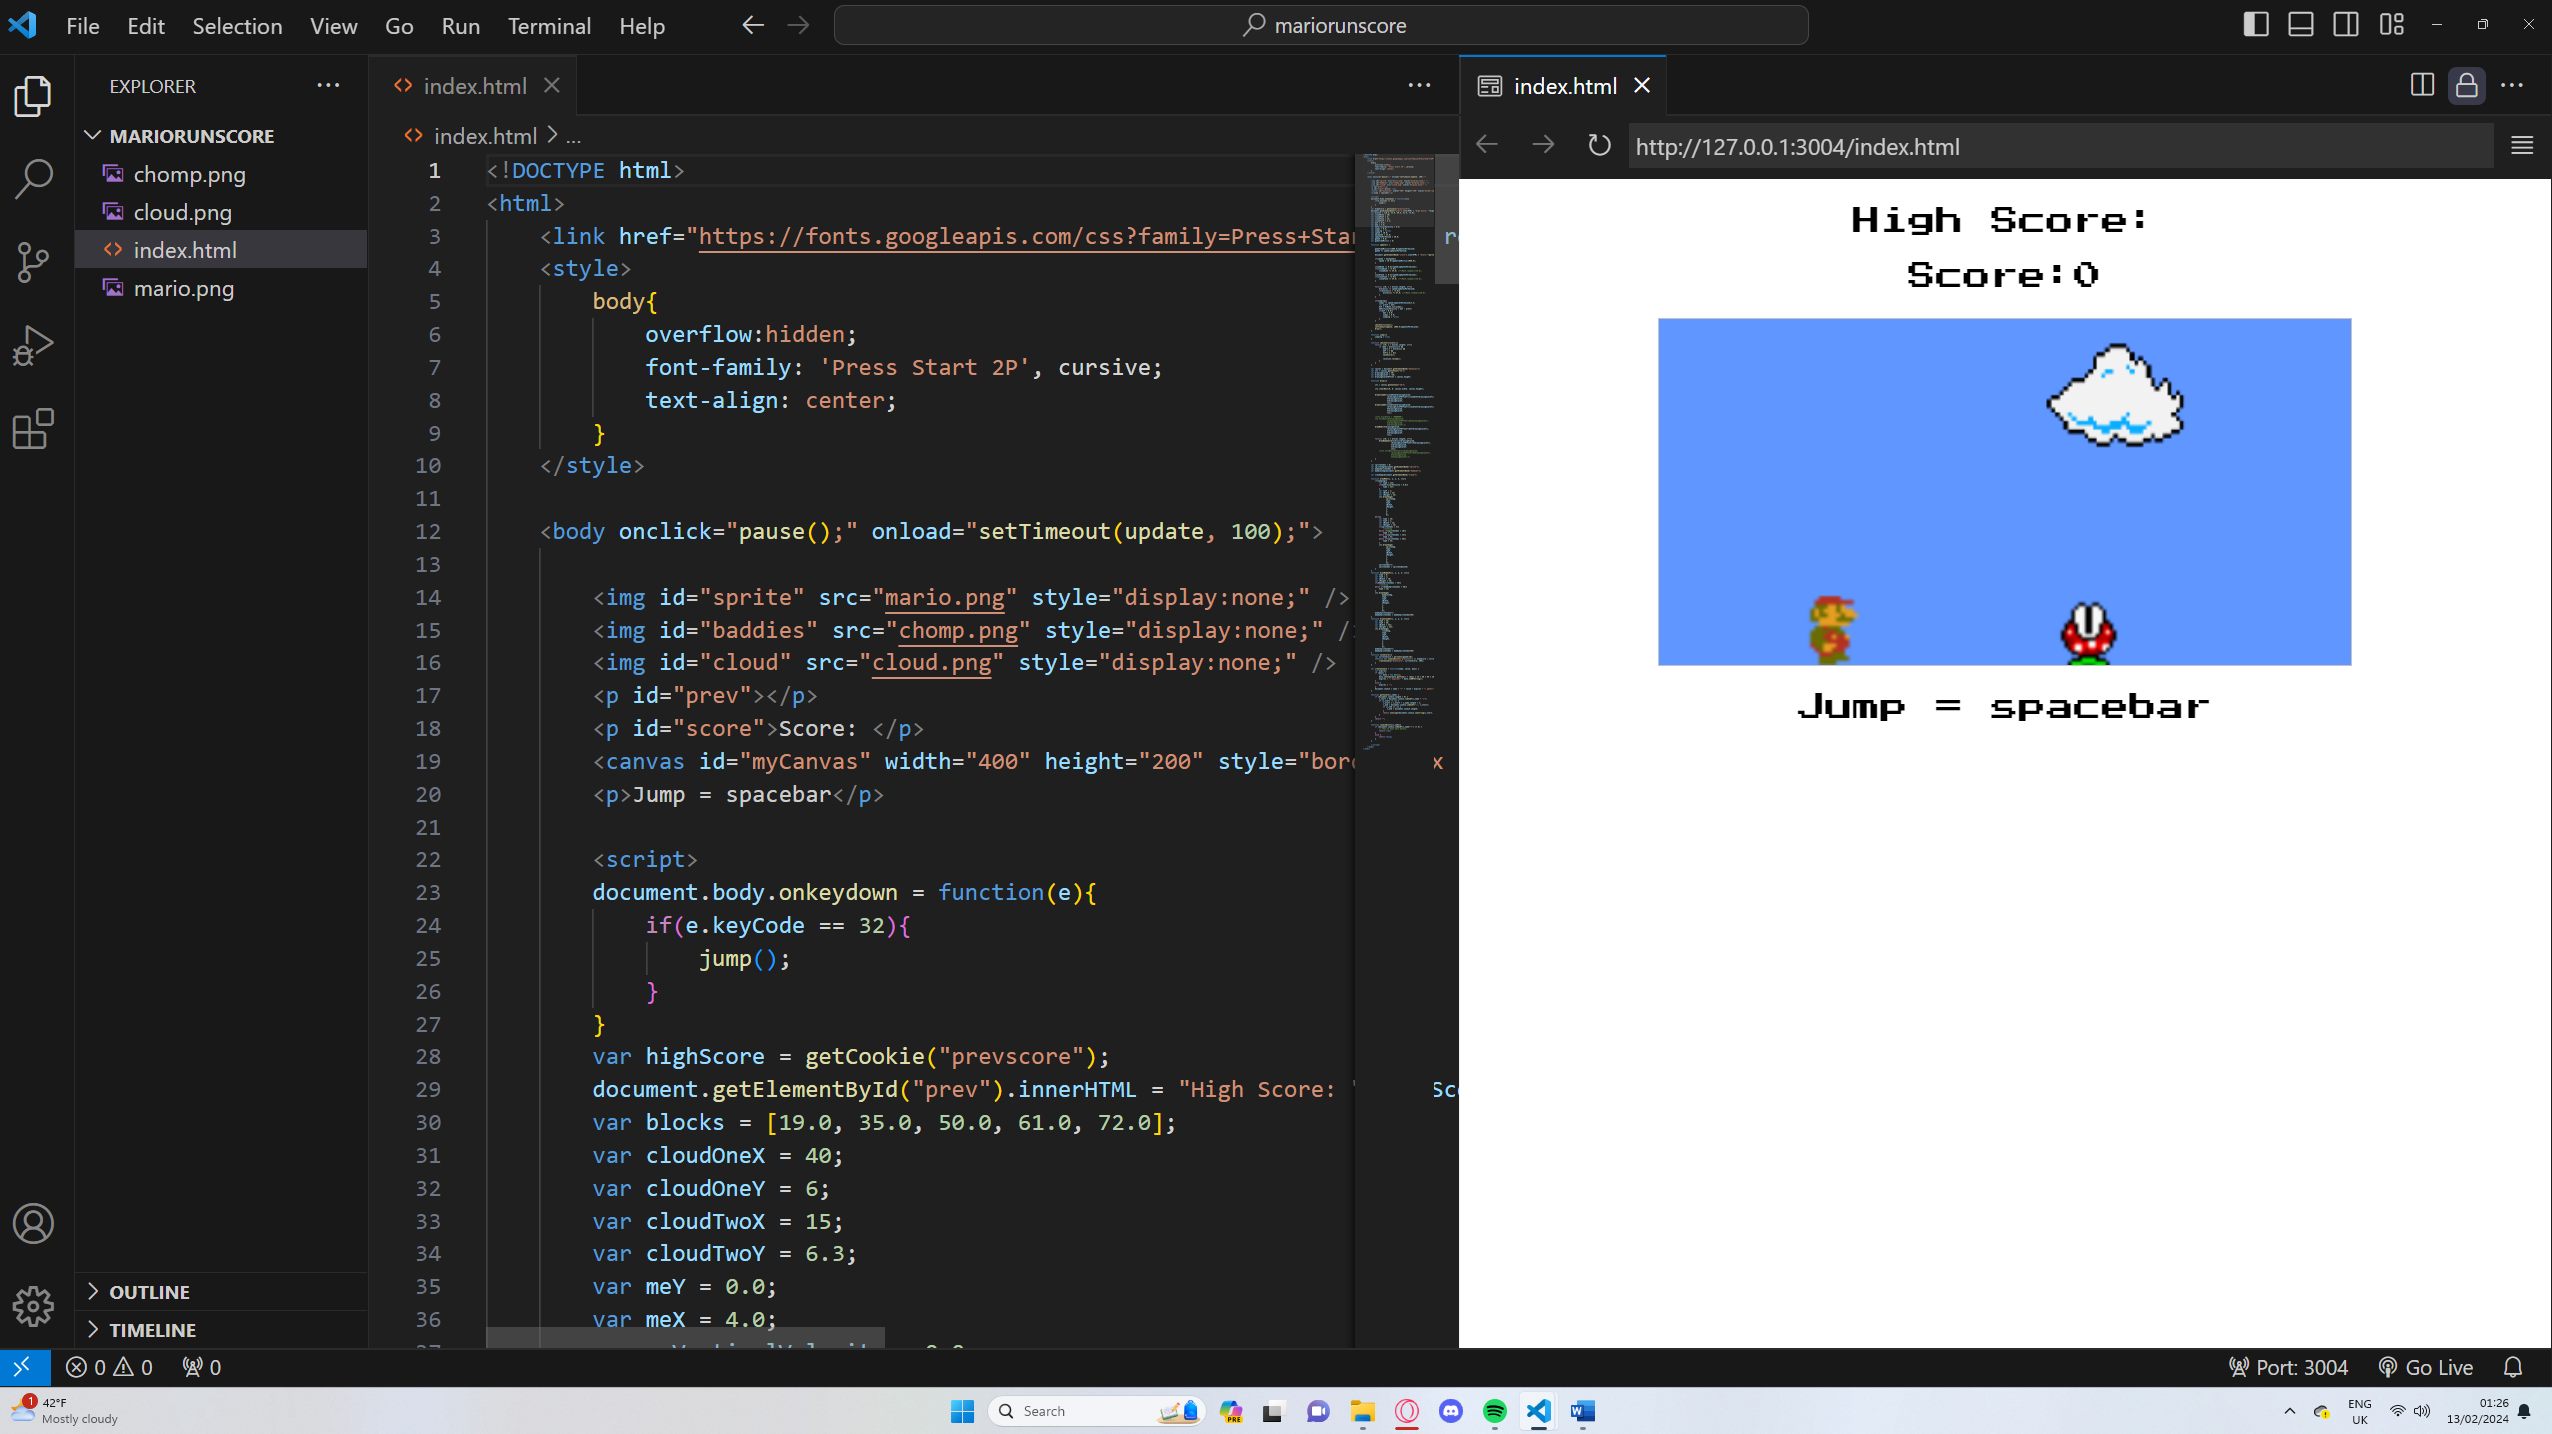 File Edit Selection View Go Run Terminal Help
mariorunscore
EXPLORER
MARIORUNSCORE
chomp.png
cloud.png
index.html
mario.png
OUTLINE
TIMELINE
index.html
index.html > ...
1 <!DOCTYPE html>
2 <html>
3 <link href="https://fonts.googleapis.com/css?family=Press+Star
4 <style>
5 body{
6 overflow:hidden;
7 font-family: 'Press Start 2P', cursive;
8 text-align: center;
9 }
10 </style>
11
12 <body onclick="pause();" onload="setTimeout(update, 100);">
13
14 <img id="sprite" src="mario.png" style="display:none;" />
15 <img id="baddies" src="chomp.png" style="display:none;" />
16 <img id="cloud" src="cloud.png" style="display:none;" />
17 <p id="prev"></p>
18 <p id="score">Score: </p>
19 <canvas id="myCanvas" width="400" height="200" style="bord
20 <p>Jump = spacebar</p>
21
22 <script>
23 document.body.onkeydown = function(e){
24 if(e.keyCode == 32){
25 jump();
26 }
27 }
28 var highScore = getCookie("prevscore");
29 document.getElementById("prev").innerHTML = "High Score: "
30 var blocks = [19.0, 35.0, 50.0, 61.0, 72.0];
31 var cloudOneX = 40;
32 var cloudOneY = 6;
33 var cloudTwoX = 15;
34 var cloudTwoY = 6.3;
35 var meY = 0.0;
36 var meX = 4.0;
index.html
http://127.0.0.1:3004/index.html
High Score:
Score:0
Jump = spacebar
0 0 0
Port: 3004 Go Live
1 42°F
Mostly cloudy
Search
PRE
ENG
UK
01:26
13/02/2024